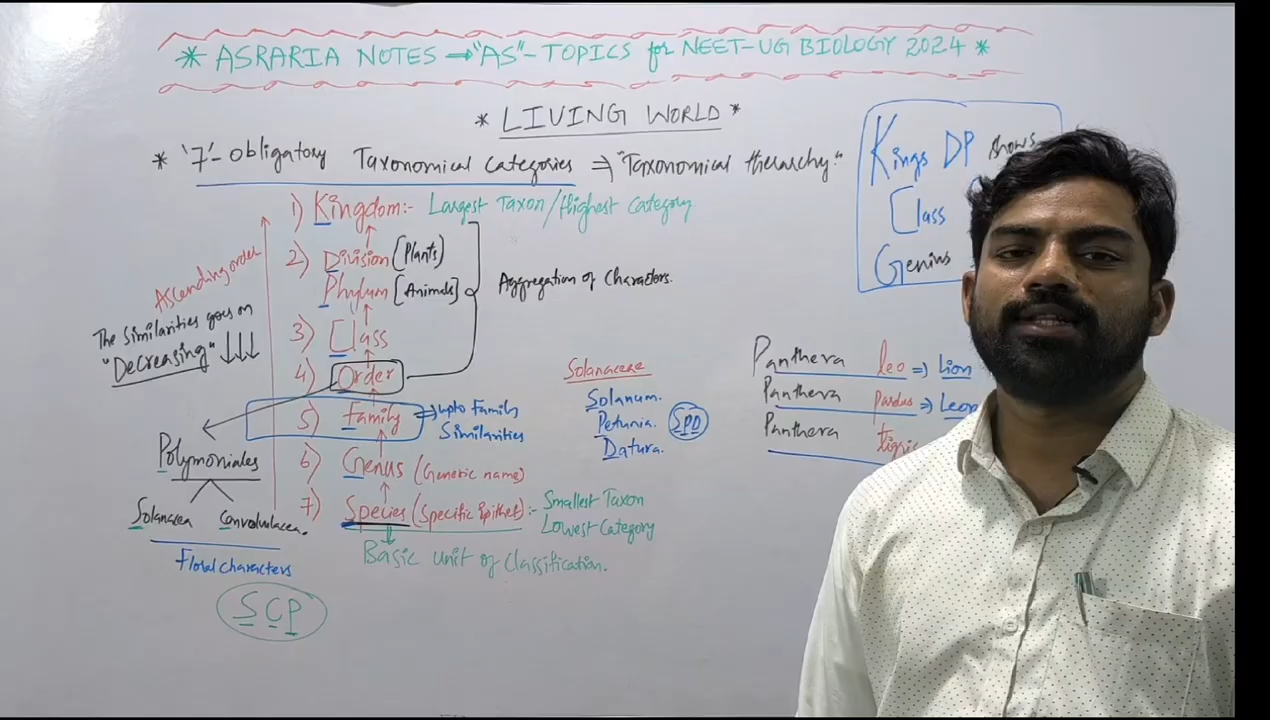 * ASRARIA NOTES → "AS"-TOPICS for NEET-UG BIOLOGY 2024 *
* LIVING WORLD *
* '7'- Obligatory Taxonomical categories ⇒ "Taxonomical Hierarchy."
1) Kingdom:- Largest Taxon/Highest Category
2) Division (Plants)
Phylum [Animals]
3) Class
4) Order
5) Family ⇒ upto Family
Similarities
6) Genus (Generic name)
7) Species (Specific Epithet) :- Smallest Taxon
Lowest Category
Basic unit of Classification.
Aggregation of Characters.
Ascending order
The Similarities goes on
"Decreasing" ↓↓↓
Polymoniales
Solanacea Convolvulacea.
Floral characters
SCP
Solanaceae
Solanum.
Petunia. SPD
Datura.
Kings DP shows
Class
Genius
Panthera leo ⇒ Lion
Panthera pardus ⇒ Leop
Panthera tigris